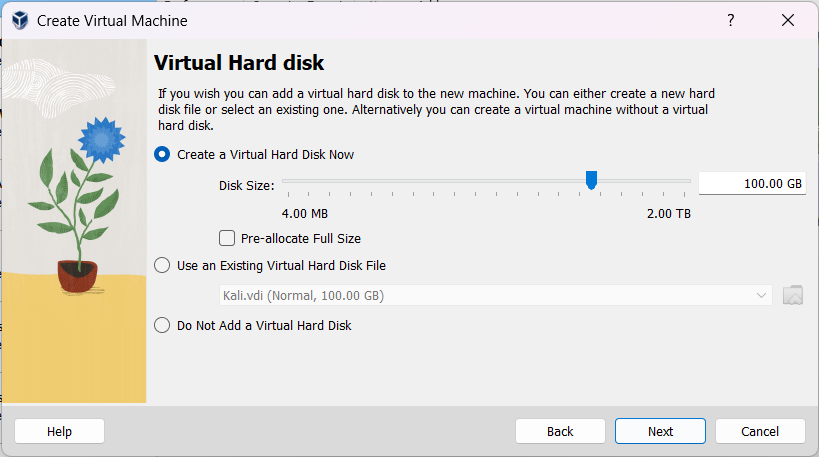 Create Virtual Machine
Virtual Hard disk
If you wish you can add a virtual hard disk to the new machine. You can either create a new hard
disk file or select an existing one. Alternatively you can create a virtual machine without a virtual
hard disk.
Create a Virtual Hard Disk Now
Disk Size:
100.00 GB
4.00 MB
2.00 TB
Pre-allocate Full Size
Use an Existing Virtual Hard Disk File
Kali.vdi (Normal, 100.00 GB)
Do Not Add a Virtual Hard Disk
Help
Back
Next
Cancel